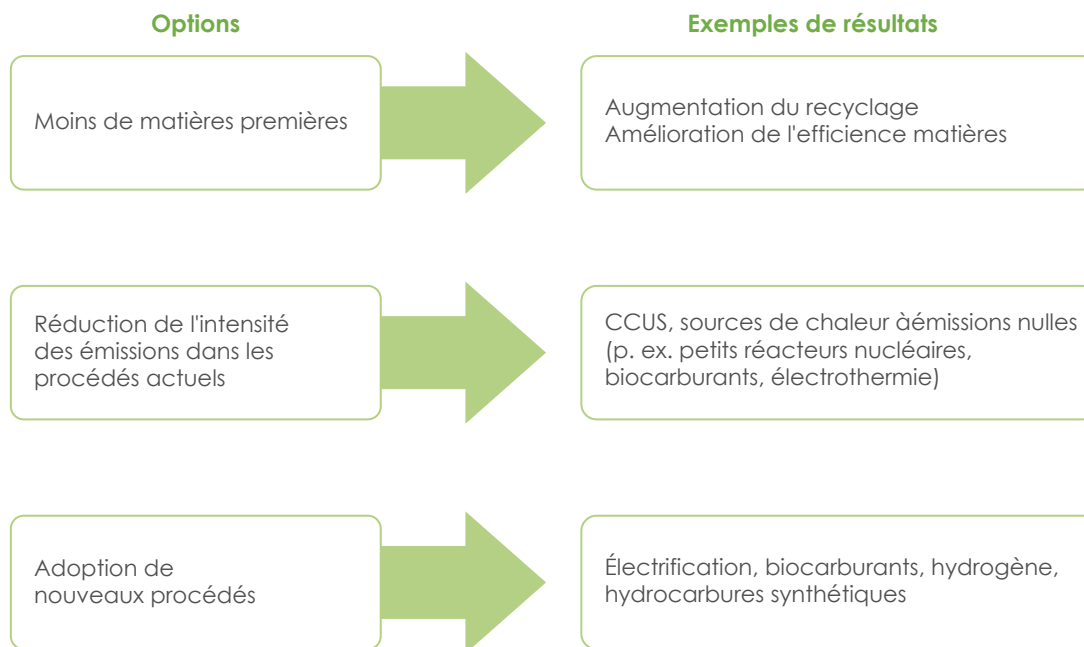 Options
Exemples de résultats
Moins de matières premières
Augmentation du recyclage
Amélioration de l'efficience matières
Réduction de l'intensité
des émissions dans les
procédés actuels
CCUS, sources de chaleur àémissions nulles
(p. ex. petits réacteurs nucléaires,
biocarburants, électrothermie)
Adoption de
nouveaux procédés
Électrification, biocarburants, hydrogène,
hydrocarbures synthétiques